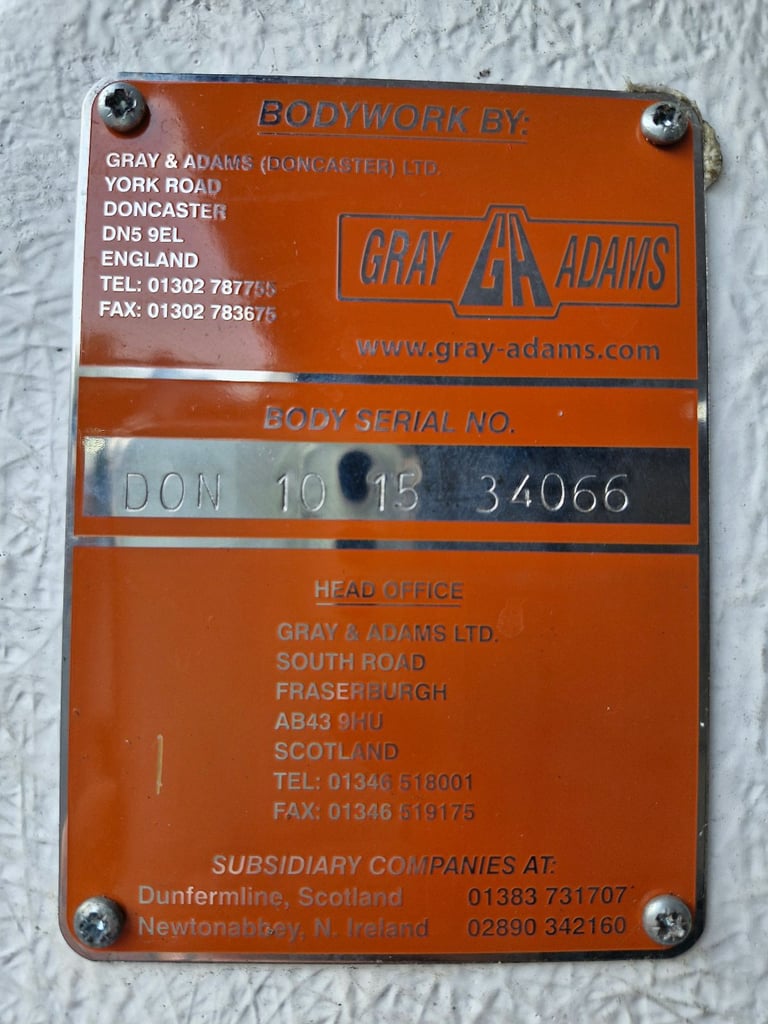 BODYWORK BY:
GRAY & ADAMS (DONCASTER) LTD.
YORK ROAD
DONCASTER
DN5 9EL
ENGLAND
TEL: 01302 787755
FAX: 01302 783675
GRAY GA ADAMS
www.gray-adams.com
BODY SERIAL NO.
DON 10 15 34066
HEAD OFFICE
GRAY & ADAMS LTD.
SOUTH ROAD
FRASERBURGH
AB43 9HU
SCOTLAND
TEL: 01346 518001
FAX: 01346 519175
SUBSIDIARY COMPANIES AT:
Dunfermline, Scotland 01383 731707
Newtonabbey, N. Ireland 02890 342160